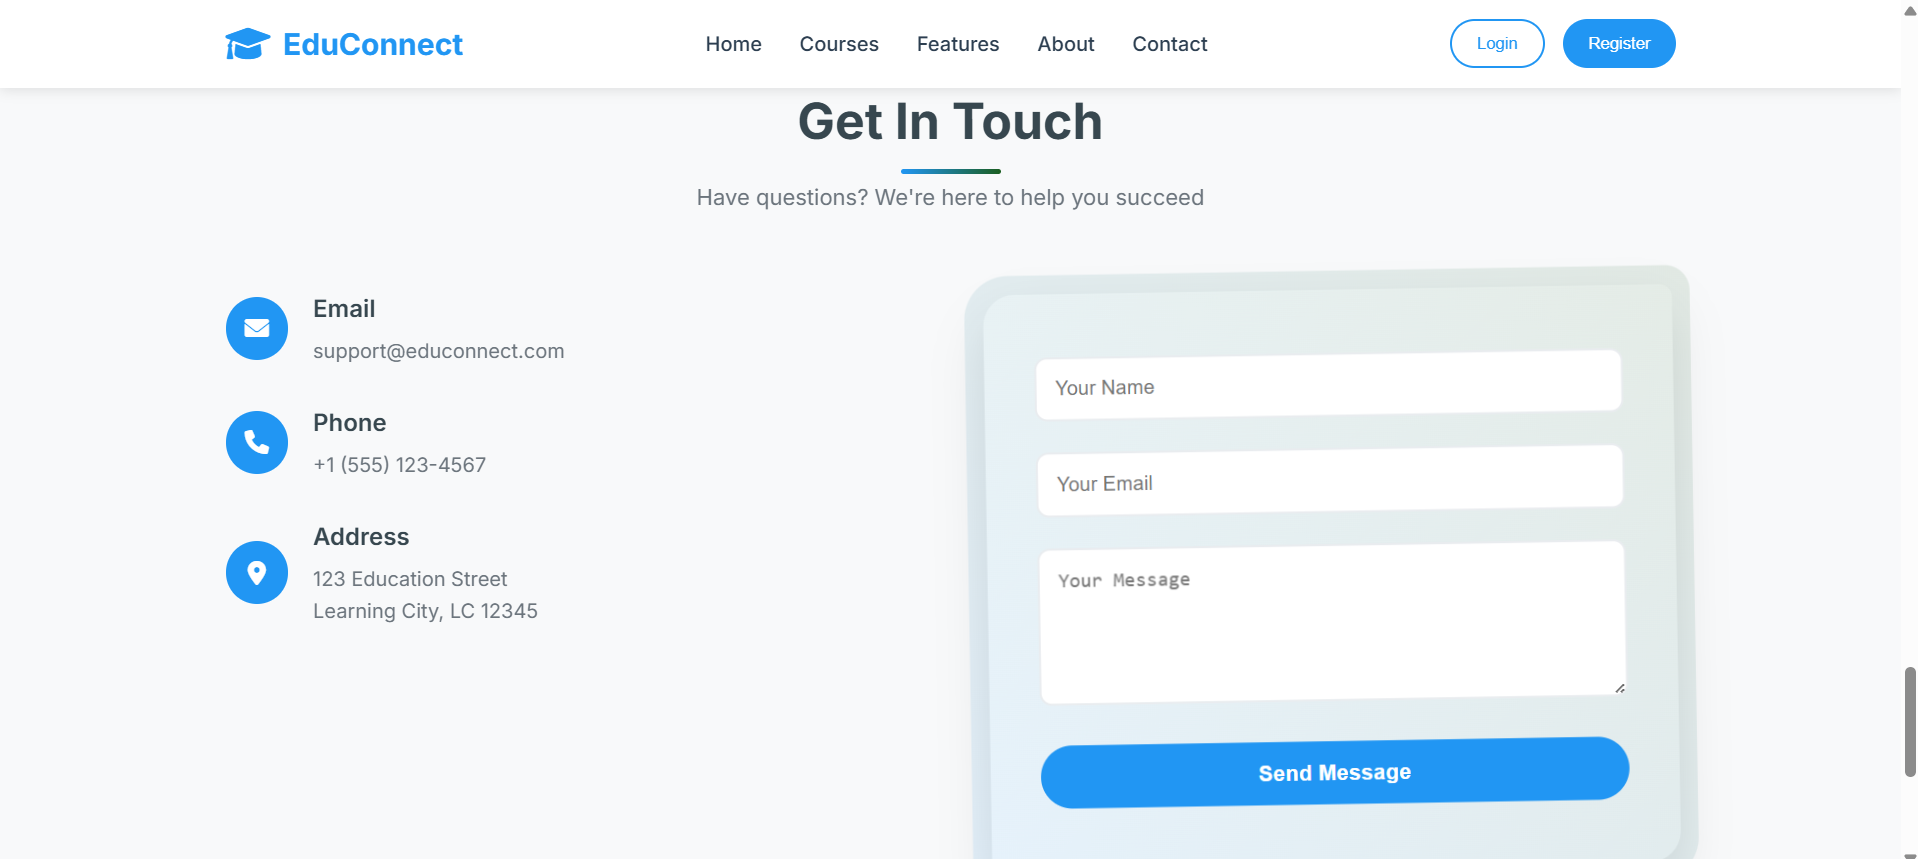 EduConnect
Home
Courses
Features
About
Contact
Login
Register
Get In Touch
Have questions? We're here to help you succeed
Email
support@educonnect.com
Phone
+1 (555) 123-4567
Address
123 Education Street
Learning City, LC 12345
Your Name
Your Email
Your Message
Send Message